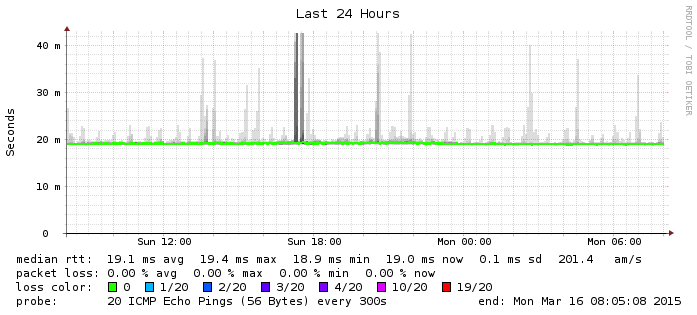 Last 24 Hours
RRDTOOL / TOBI OETIKER
Seconds
40 m
30 m
20 m
10 m
0
Sun 12:00 Sun 18:00 Mon 00:00 Mon 06:00
median rtt: 19.1 ms avg 19.4 ms max 18.9 ms min 19.0 ms now 0.1 ms sd 201.4 am/s
packet loss: 0.00 % avg 0.00 % max 0.00 % min 0.00 % now
loss color: 0 1/20 2/20 3/20 4/20 10/20 19/20
probe: 20 ICMP Echo Pings (56 Bytes) every 300s end: Mon Mar 16 08:05:08 2015